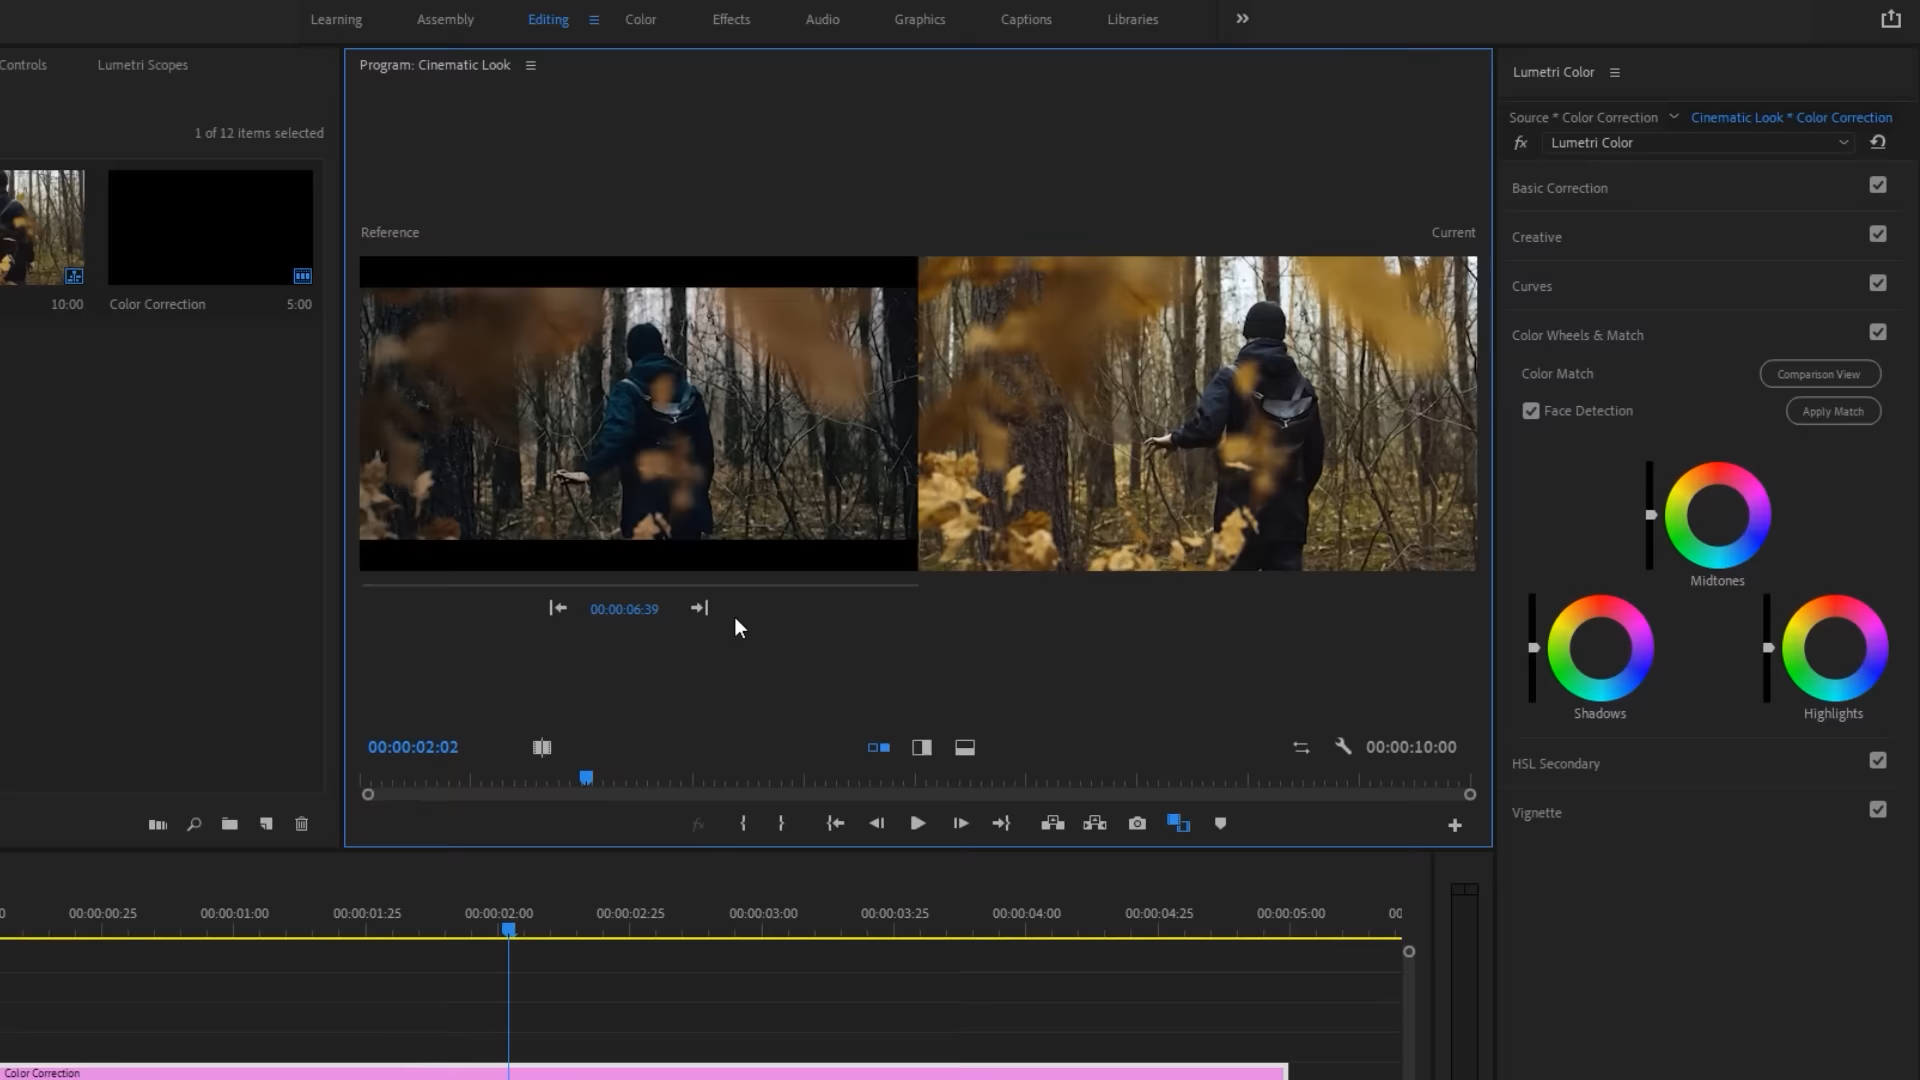 Learning Assembly Editing Color Effects Audio Graphics Captions Libraries
Controls Lumetri Scopes
1 of 12 items selected
10:00 Color Correction 5:00
Program: Cinematic Look
Reference Current
00:00:06:39
00:00:02:02 00:00:10:00
Lumetri Color
Source * Color Correction Cinematic Look * Color Correction
fx Lumetri Color
Basic Correction
Creative
Curves
Color Wheels & Match
Color Match Comparison View
Face Detection Apply Match
Midtones
Shadows Highlights
HSL Secondary
Vignette
fx
0 00:00:00:25 00:00:01:00 00:00:01:25 00:00:02:00 00:00:02:25 00:00:03:00 00:00:03:25 00:00:04:00 00:00:04:25 00:00:05:00 00
Color Correction